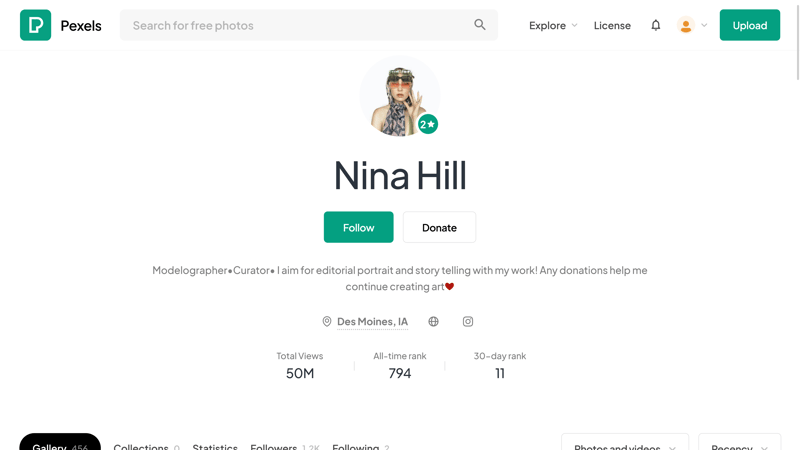 Pexels
Search for free photos
Explore
License
Upload
2
Nina Hill
Follow
Donate
Modelographer•Curator• I aim for editorial portrait and story telling with my work! Any donations help me
continue creating art❤
Des Moines, IA
Total Views
50M
All-time rank
794
30-day rank
11
Gallery 456
Collections 0
Statistics
Followers 1.2K
Following 2
Photos and videos
Recency